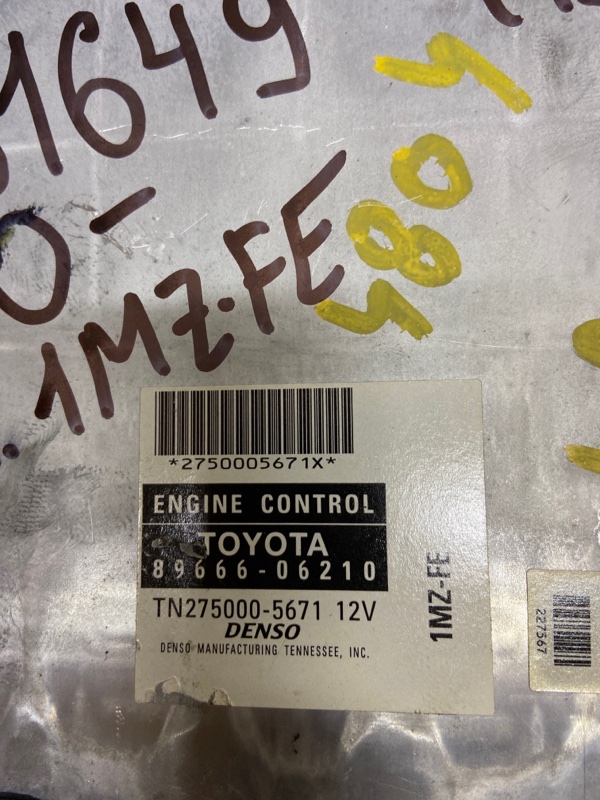 1649
1MZ-FE
*2750005671X*
ENGINE CONTROL
TOYOTA
89666-06210
TN275000-5671 12V
DENSO
DENSO MANUFACTURING TENNESSEE, INC.
1MZ-FE
227567